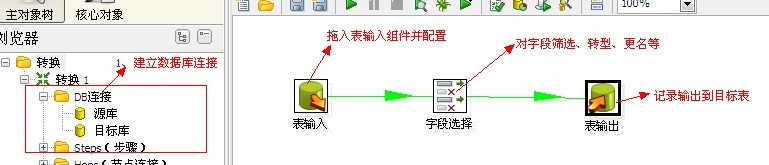 主对象树 核心对象
100%
浏览器
转换
1、建立数据库连接
转换 1
DB连接
源库
目标库
Steps（步骤）
Hops（节点连接）
拖入表输入组件并配置
对字段筛选、转型、更名等
记录输出到目标表
表输入
字段选择
表输出